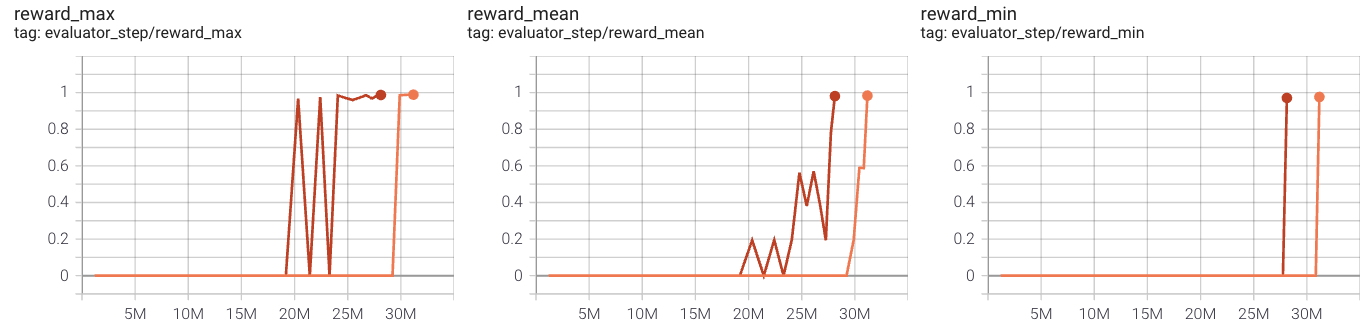 reward_max
tag: evaluator_step/reward_max
1
0.8
0.6
0.4
0.2
0
5M 10M 15M 20M 25M 30M
reward_mean
tag: evaluator_step/reward_mean
1
0.8
0.6
0.4
0.2
0
5M 10M 15M 20M 25M 30M
reward_min
tag: evaluator_step/reward_min
1
0.8
0.6
0.4
0.2
0
5M 10M 15M 20M 25M 30M